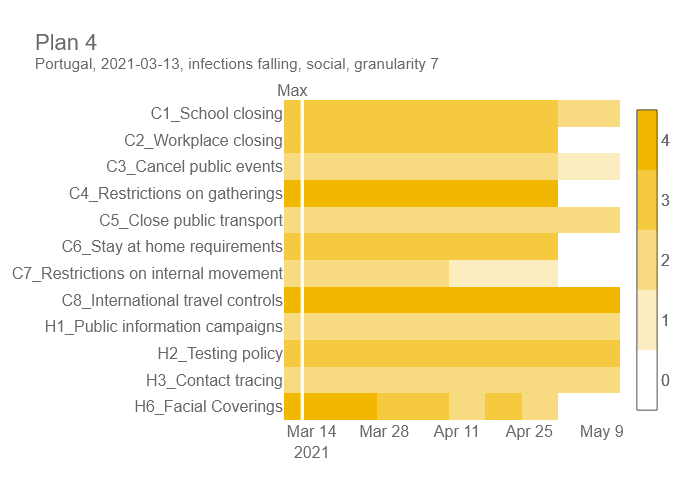 Plan 4
Portugal, 2021-03-13, infections falling, social, granularity 7
Max
C1_School closing
C2_Workplace closing
C3_Cancel public events
C4_Restrictions on gatherings
C5_Close public transport
C6_Stay at home requirements
C7_Restrictions on internal movement
C8_International travel controls
H1_Public information campaigns
H2_Testing policy
H3_Contact tracing
H6_Facial Coverings
4
3
2
1
0
Mar 14 Mar 28 Apr 11 Apr 25 May 9
2021